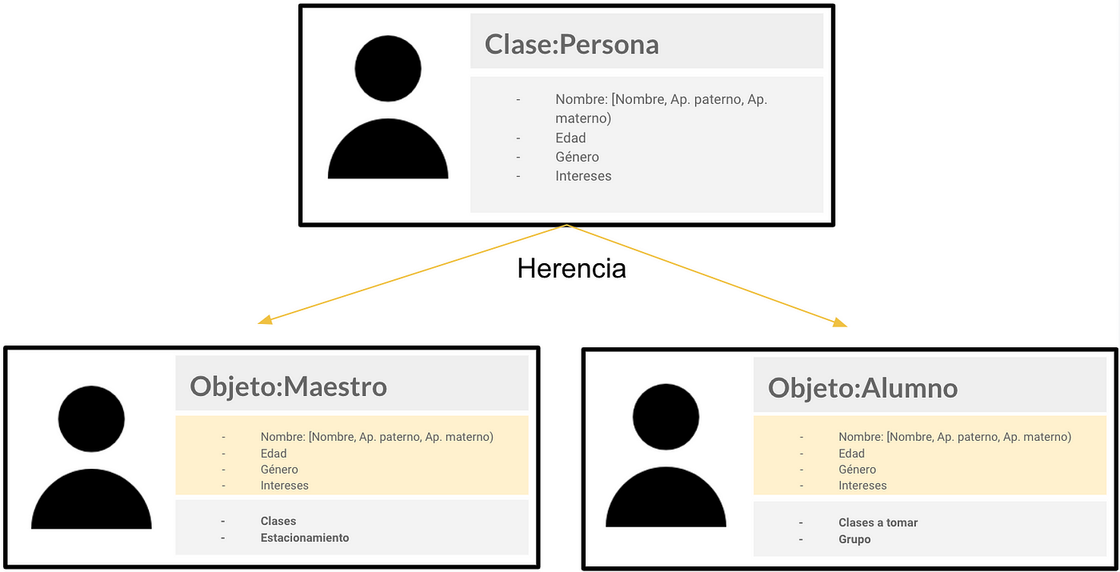 Clase:Persona
- Nombre: [Nombre, Ap. paterno, Ap.
materno)
- Edad
- Género
- Intereses
Herencia
Objeto:Maestro
- Nombre: [Nombre, Ap. paterno, Ap. materno)
- Edad
- Género
- Intereses
- Clases
- Estacionamiento
Objeto:Alumno
- Nombre: [Nombre, Ap. paterno, Ap. materno)
- Edad
- Género
- Intereses
- Clases a tomar
- Grupo